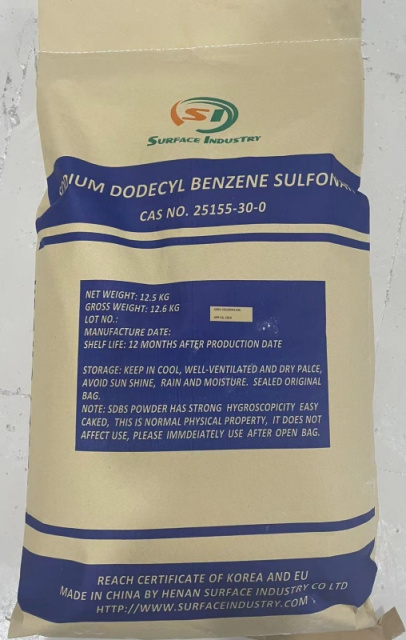 SI
SURFACE INDUSTRY
DODECYL BENZENE
CAS NO. 25155-30-0
NET WEIGHT: 12.5 KG
GROSS WEIGHT: 12.6 KG
LOT NO.:
MANUFACTURE DATE:
SHELF LIFE: 12 MONTHS AFTER PRODUCTION DATE
STORAGE: KEEP IN COOL, WELL-VENTILATED AND DRY PALCE,
AVOID SUN SHINE, RAIN AND MOISTURE. SEALED ORIGINAL
BAG.
NOTE: SDBS POWDER HAS STRONG HYGROSCOPICITY EASY
CAKED, THIS IS NORMAL PHYSICAL PROPERTY, IT DOES NOT
AFFECT USE, PLEASE IMMDEIATELY USE AFTER OPEN BAG.
REACH CERTIFICATE OF KOREA AND EU
MADE IN CHINA BY HENAN SURFACE INDUSTRY CO LTD
HTTP://WWW.SURFACEINDUSTRY.COM